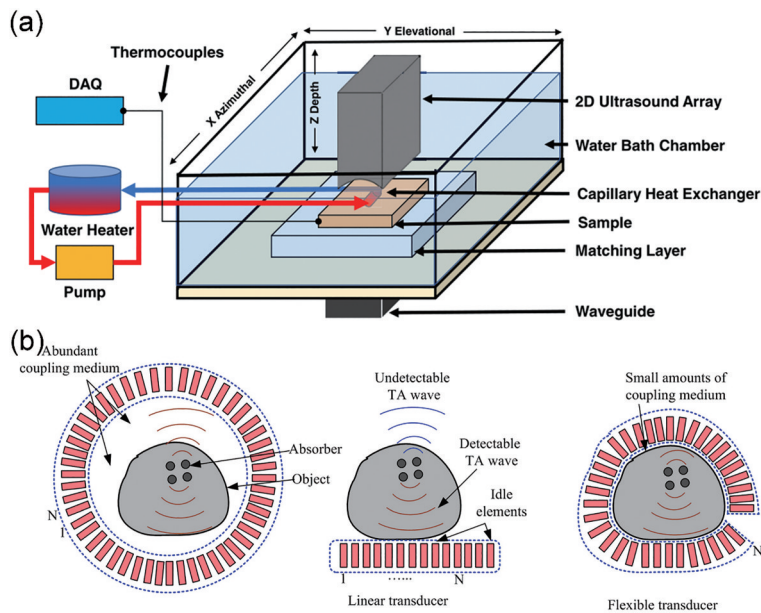 (a)
Y Elevational
Thermocouples
DAQ
X Azimuthal
Z Depth
2D Ultrasound Array
Water Bath Chamber
Capillary Heat Exchanger
Water Heater
Sample
Matching Layer
Pump
Waveguide
(b)
Abundant
coupling medium
Absorber
Object
N
I
Undetectable
TA wave
Detectable
TA wave
Idle
elements
I
......
N
Linear transducer
Small amounts of
coupling medium
I
N
Flexible transducer